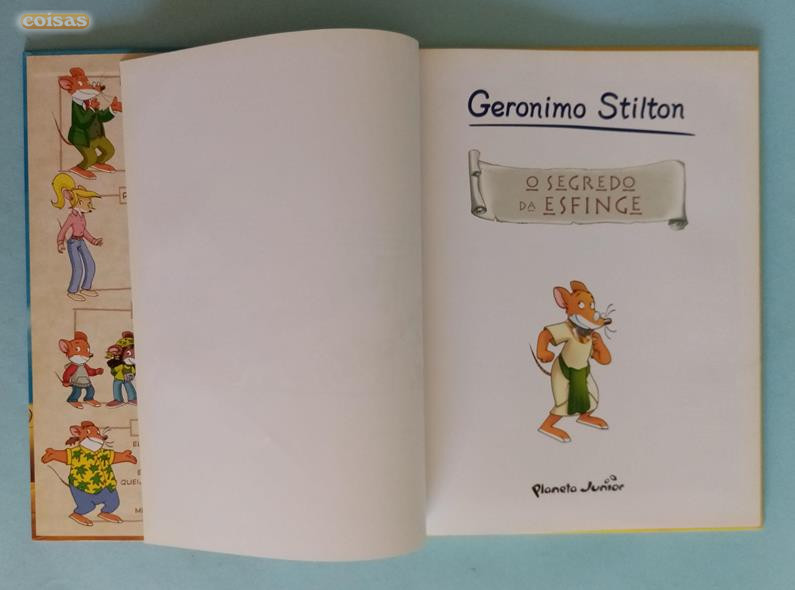 coisas
Geronimo Stilton
O SEGREDO
DA ESFINGE
Planeta Junior